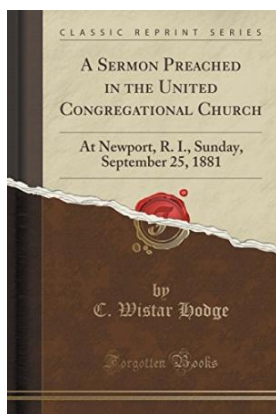 CLASSIC REPRINT SERIES
A SERMON PREACHED
IN THE UNITED
CONGREGATIONAL CHURCH
At Newport, R. I., Sunday,
September 25, 1881
by
C. Wistar Hodge
Forgotten Books